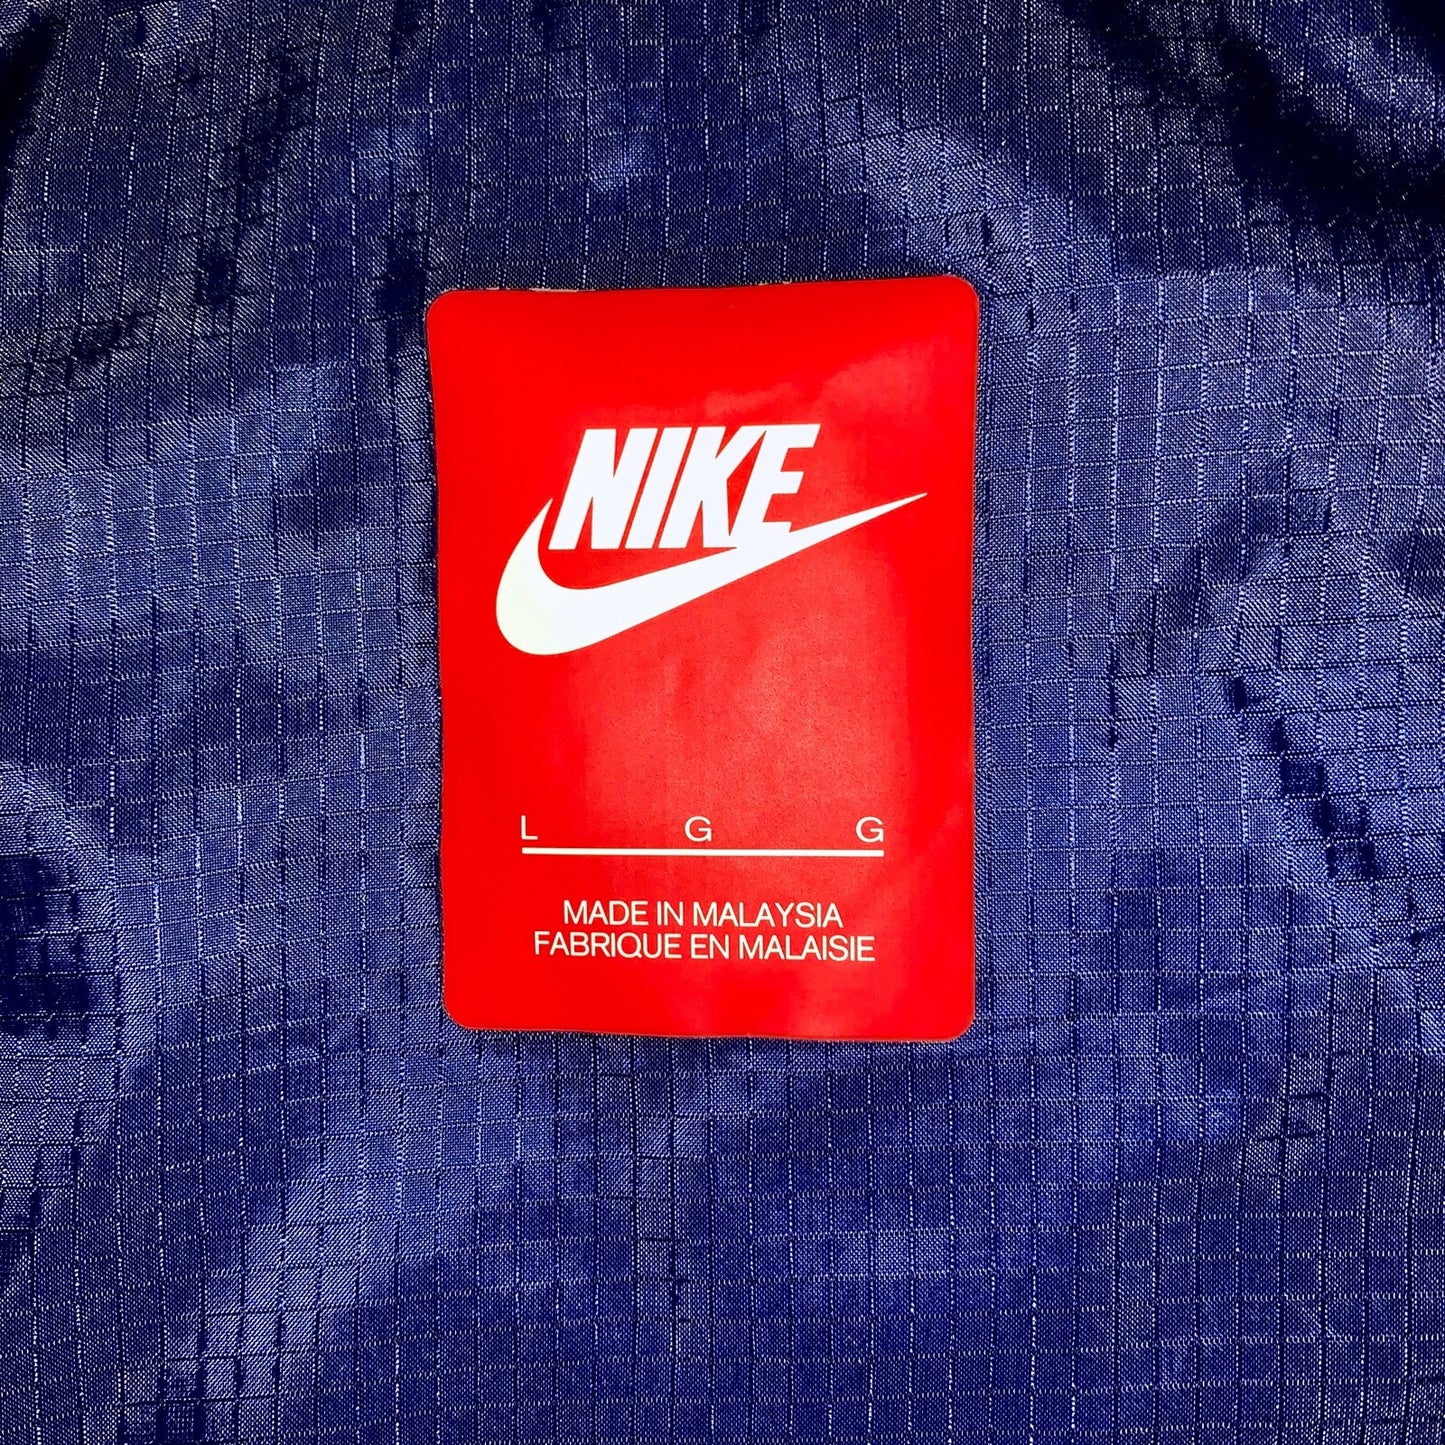 NIKE
L G G
MADE IN MALAYSIA
FABRIQUE EN MALAISIE